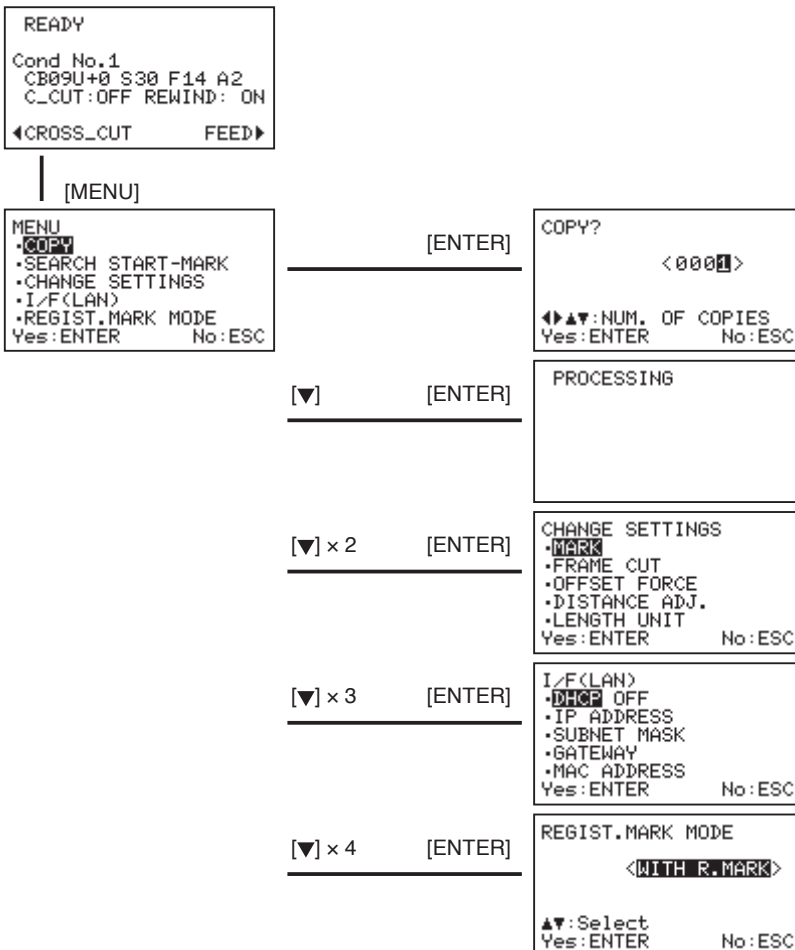 READY
Cond No.1
CB09U+0 S30 F14 A2
C_CUT:OFF REWIND: ON
◀CROSS_CUT FEED▶
[MENU]
MENU
・COPY
・SEARCH START-MARK
・CHANGE SETTINGS
・I/F(LAN)
・REGIST.MARK MODE
Yes:ENTER No:ESC
[ENTER]
COPY?
<0001>
◀▶▲▼:NUM. OF COPIES
Yes:ENTER No:ESC
[▼] [ENTER]
PROCESSING
[▼] × 2 [ENTER]
CHANGE SETTINGS
・MARK
・FRAME CUT
・OFFSET FORCE
・DISTANCE ADJ.
・LENGTH UNIT
Yes:ENTER No:ESC
[▼] × 3 [ENTER]
I/F(LAN)
・DHCP OFF
・IP ADDRESS
・SUBNET MASK
・GATEWAY
・MAC ADDRESS
Yes:ENTER No:ESC
[▼] × 4 [ENTER]
REGIST.MARK MODE
<WITH R.MARK>
▲▼:Select
Yes:ENTER No:ESC